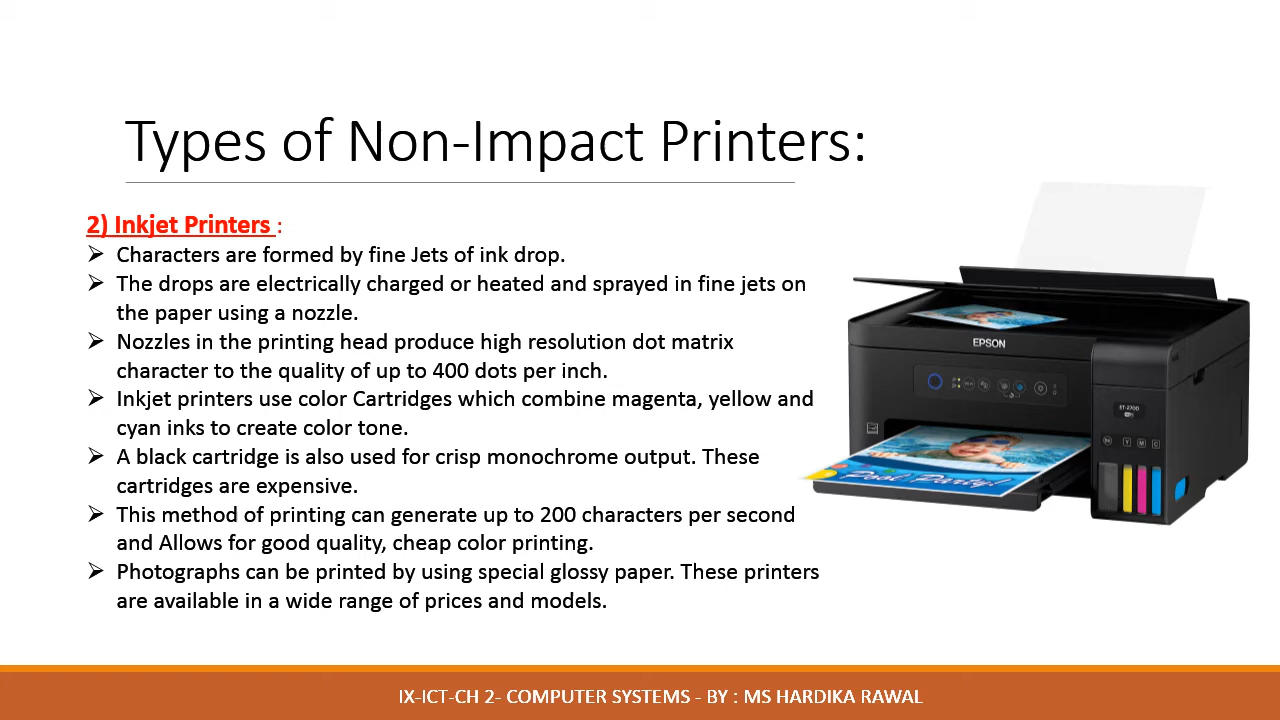 Types of Non-Impact Printers:
2) Inkjet Printers :
➢ Characters are formed by fine Jets of ink drop.
➢ The drops are electrically charged or heated and sprayed in fine jets on
the paper using a nozzle.
➢ Nozzles in the printing head produce high resolution dot matrix
character to the quality of up to 400 dots per inch.
➢ Inkjet printers use color Cartridges which combine magenta, yellow and
cyan inks to create color tone.
➢ A black cartridge is also used for crisp monochrome output. These
cartridges are expensive.
➢ This method of printing can generate up to 200 characters per second
and Allows for good quality, cheap color printing.
➢ Photographs can be printed by using special glossy paper. These printers
are available in a wide range of prices and models.
EPSON
ET-2700
Y M C
Pool Party!
IX-ICT-CH 2- COMPUTER SYSTEMS - BY : MS HARDIKA RAWAL